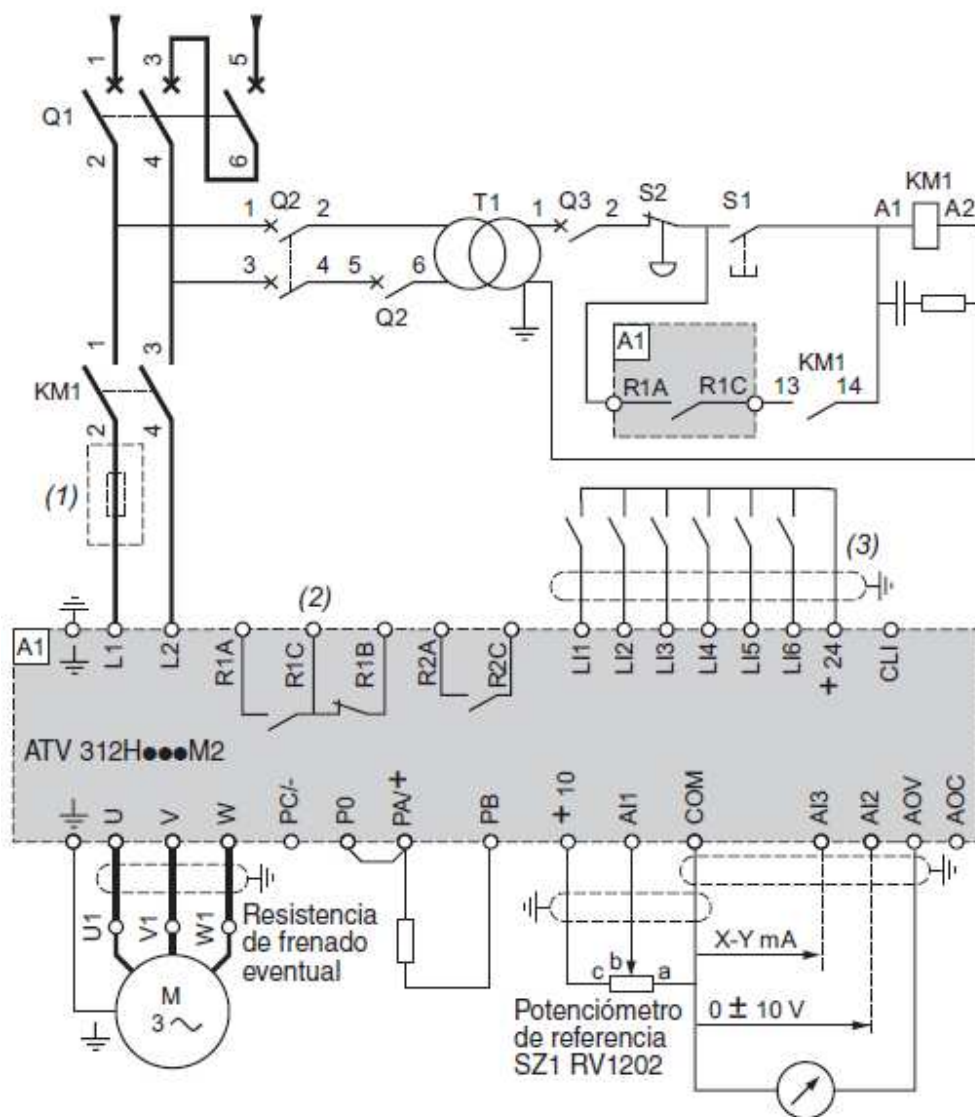 1 3 5
Q1
2 4 6
1 Q2 2 T1 1 Q3 2 S2 S1 A1 KM1 A2
3 4 5 6
Q2
1 3
KM1
2 4
A1
R1A R1C 13 KM1 14
(1)
(3)
(2)
A1
L1 L2 R1A R1C R1B R2A R2C LI1 LI2 LI3 LI4 LI5 LI6 + 24 CLI
ATV 312H●●●M2
U V W PC/- P0 PA/+ PB + 10 AI1 COM AI3 AI2 AOV AOC
U1 V1 W1
Resistencia
de frenado
eventual
M
3 ~
c b a
X-Y mA
0 ± 10 V
Potenciómetro
de referencia
SZ1 RV1202